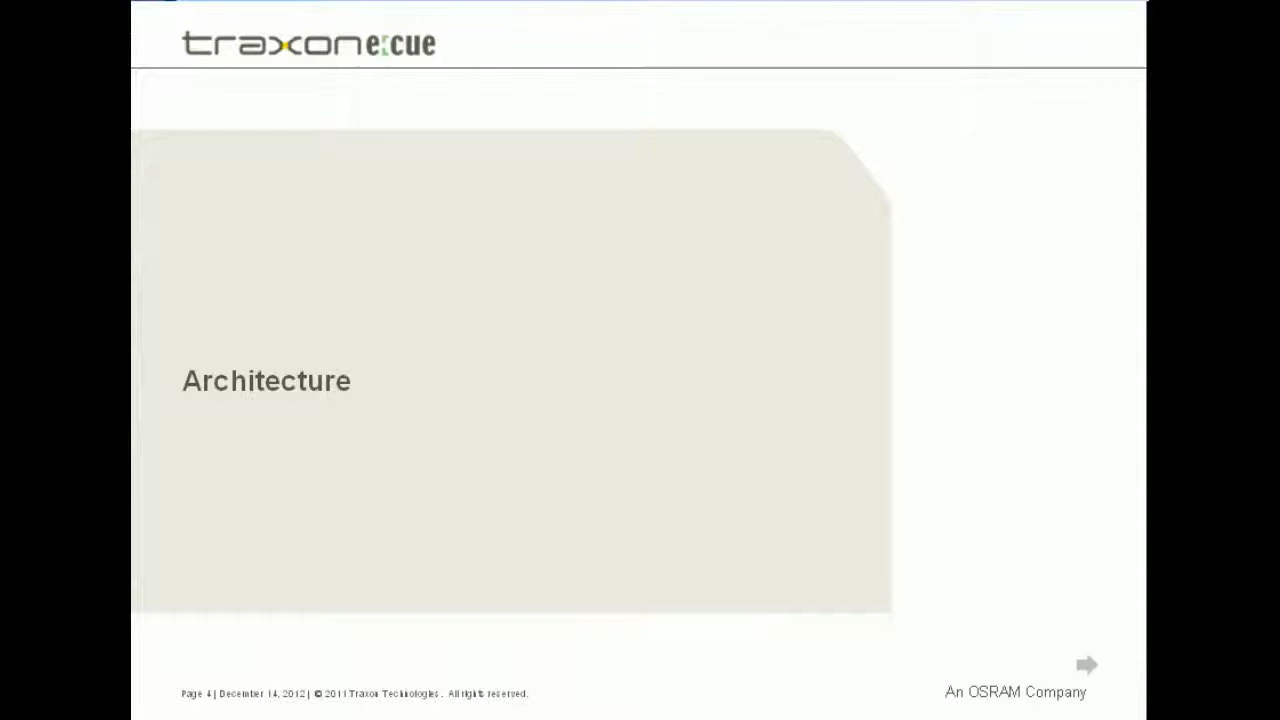 traxon e:cue
Architecture
Page 4 | December 14, 2012 | © 2011 Traxon Technologies. All rights reserved.
An OSRAM Company